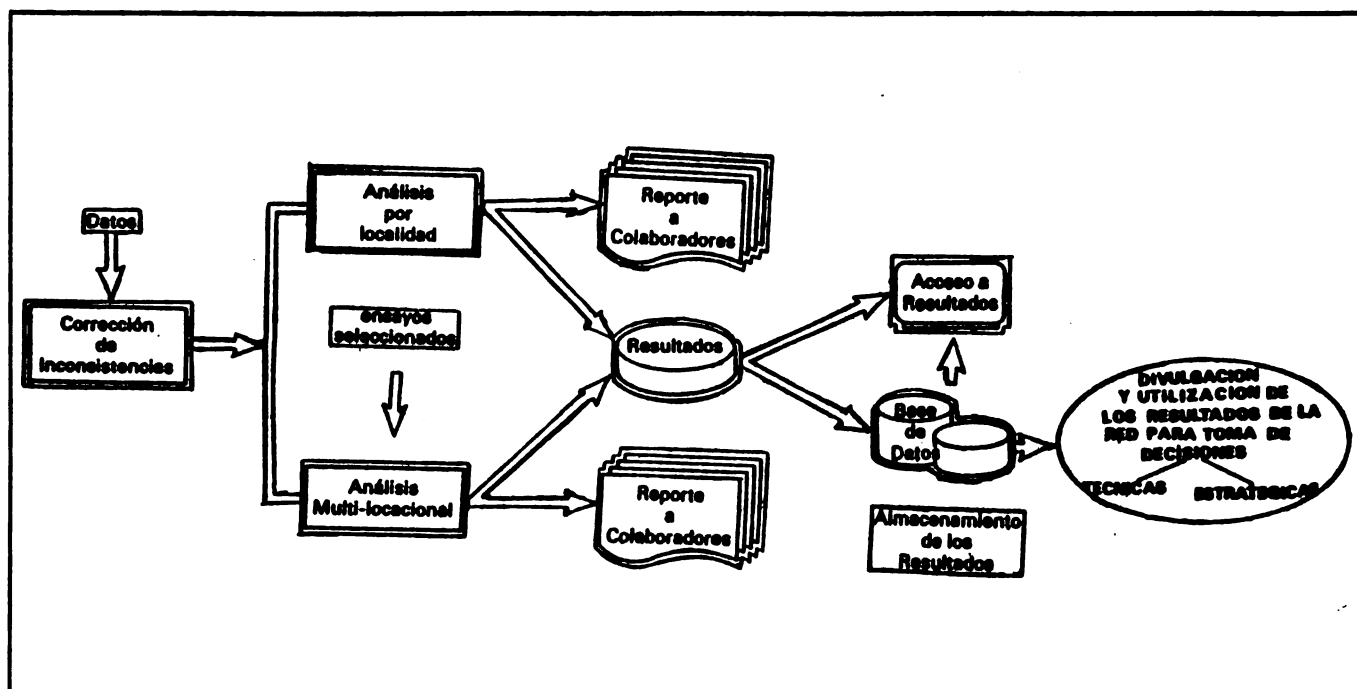 Datos
Corrección
de
Inconsistencias
Análisis
por
localidad
ensayos
seleccionados
Análisis
Multi-locacional
Reporte
a
Colaboradores
Resultados
Reporte
a
Colaboradores
Acceso a
Resultados
Base
de
Datos
Almacenamiento
de los
Resultados
DIVULGACION
Y UTILIZACION DE
LOS RESULTADOS DE LA
RED PARA TOMA DE
DECISIONES
TECNICAS
ESTRATEGICAS